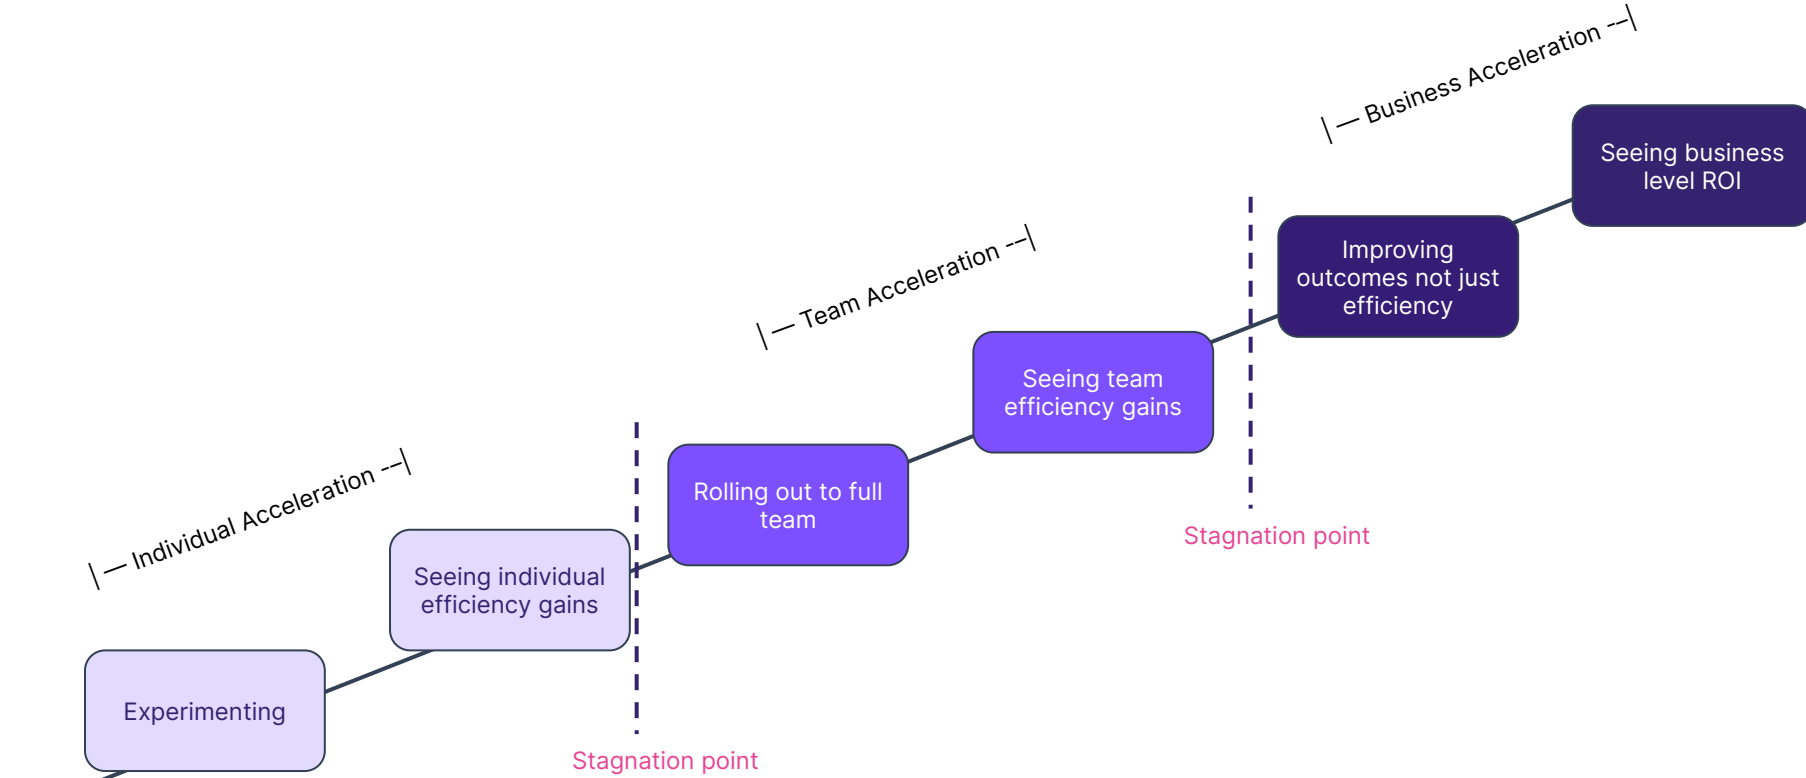 |— Business Acceleration --|
Seeing business
level ROI
Improving
outcomes not just
efficiency
|— Team Acceleration --|
Seeing team
efficiency gains
Stagnation point
Rolling out to full
team
|— Individual Acceleration --|
Seeing individual
efficiency gains
Experimenting
Stagnation point